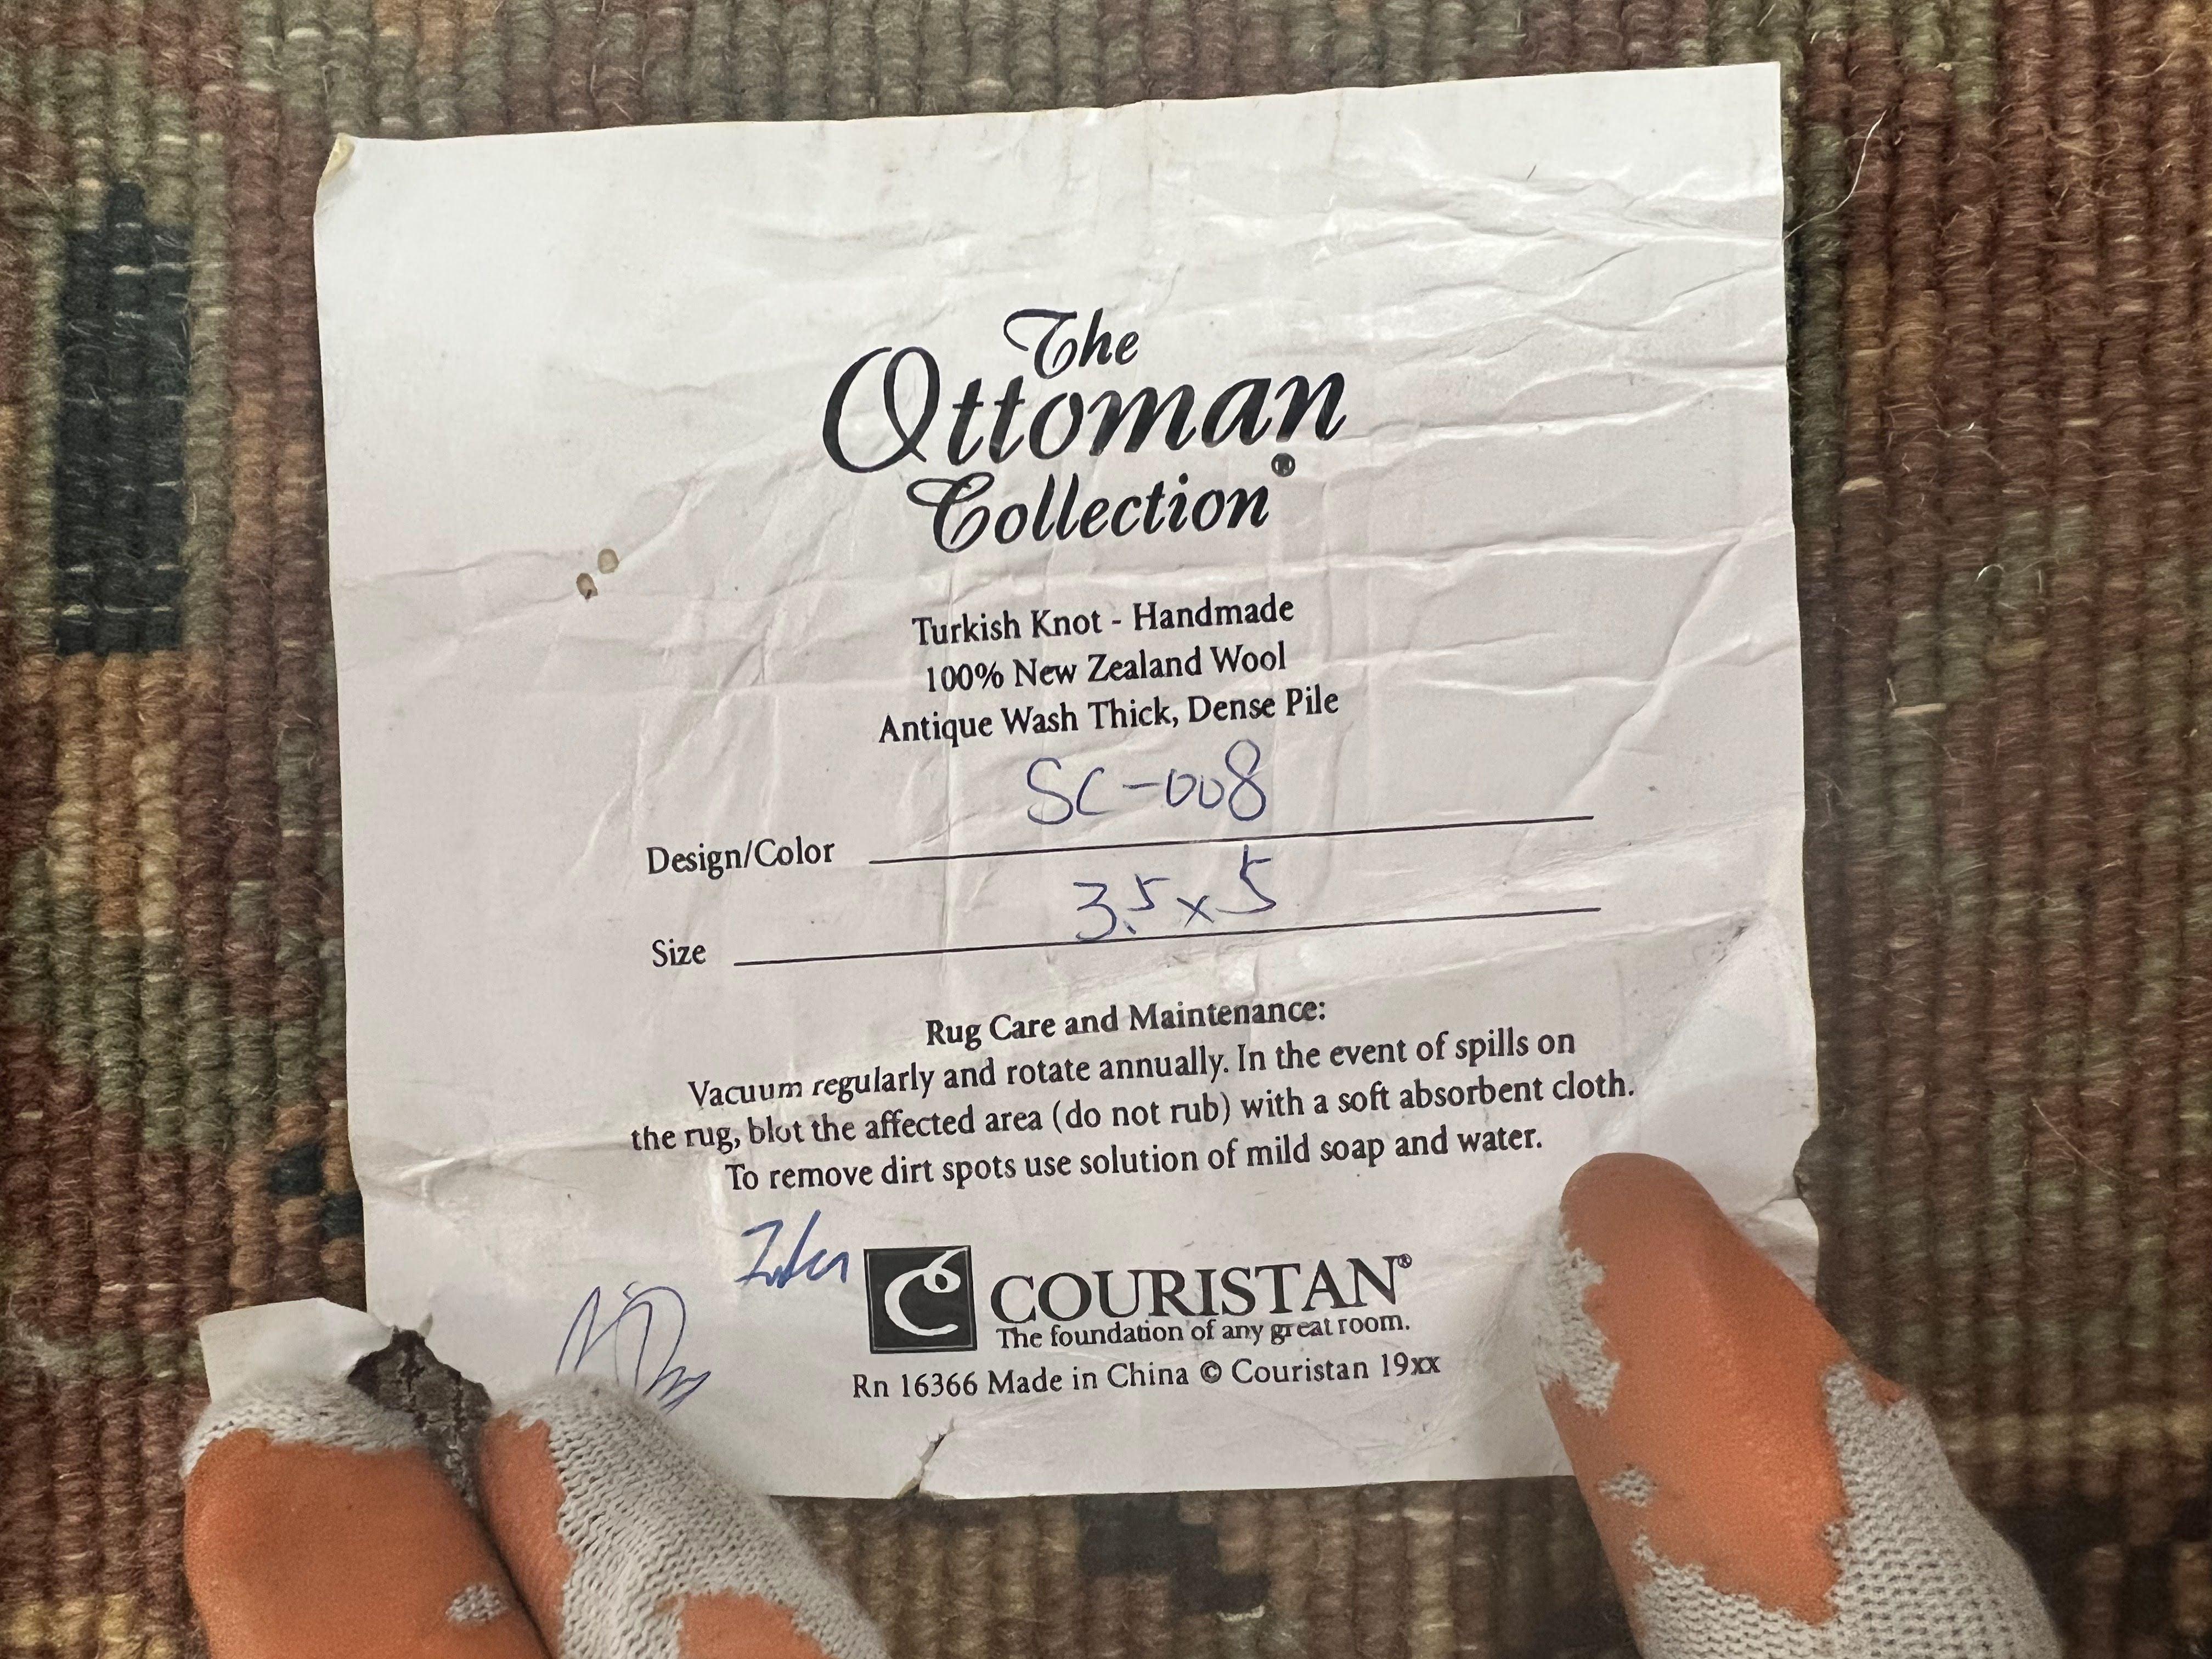 The
Ottoman
Collection®
Turkish Knot - Handmade
100% New Zealand Wool
Antique Wash Thick, Dense Pile
Design/Color SC-008
Size 3.5x5
Rug Care and Maintenance:
Vacuum regularly and rotate annually. In the event of spills on
the rug, blot the affected area (do not rub) with a soft absorbent cloth.
To remove dirt spots use solution of mild soap and water.
COURISTAN®
The foundation of any great room.
Rn 16366 Made in China © Couristan 19xx